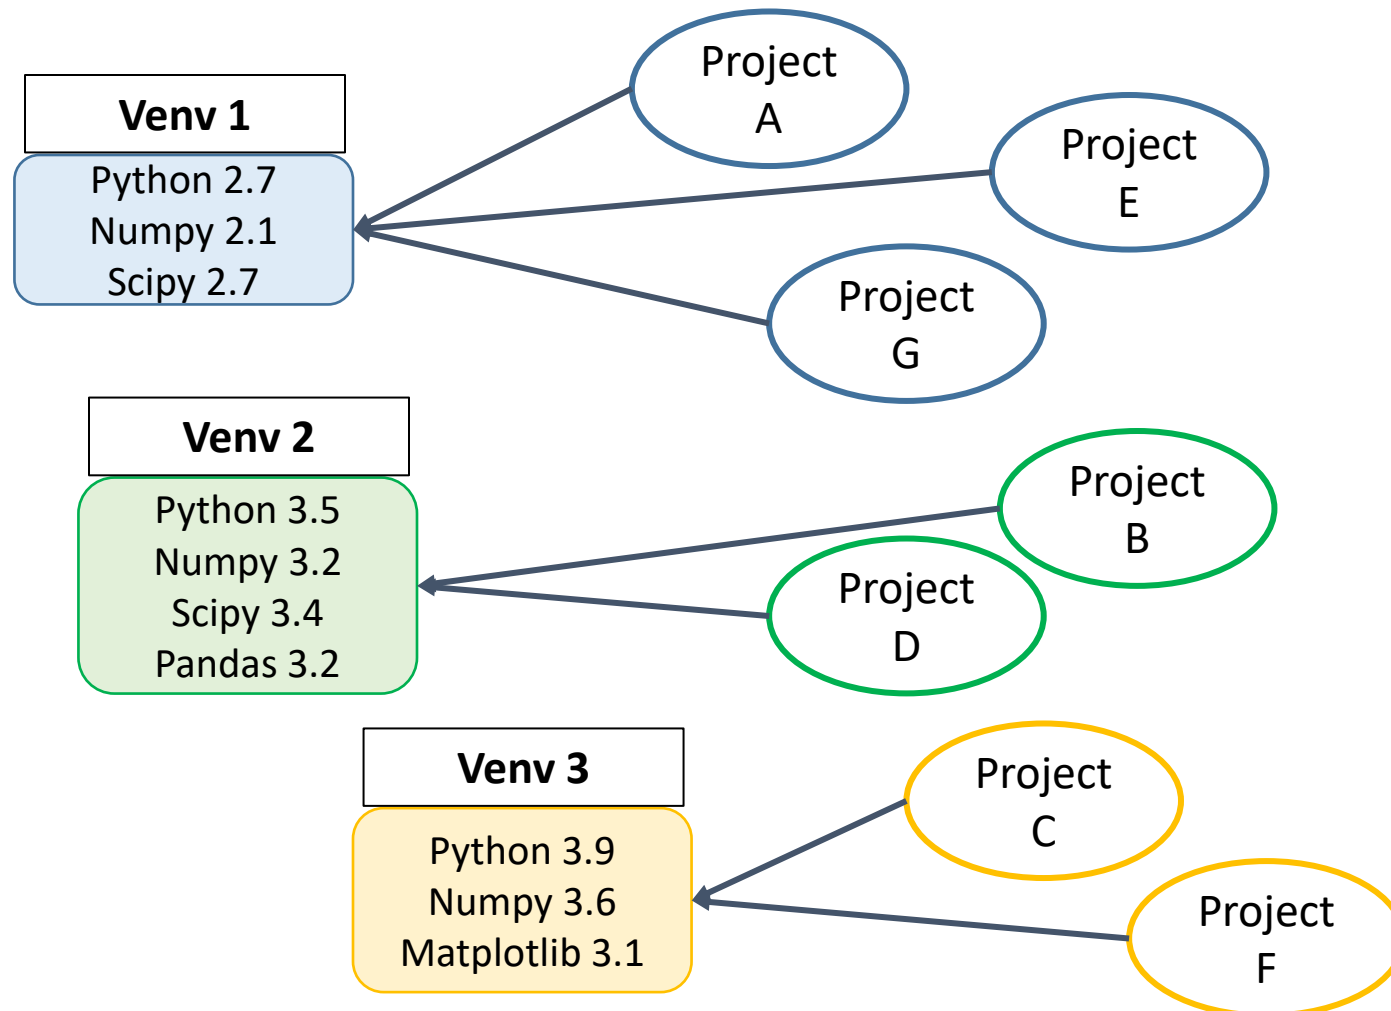 Venv 1
Python 2.7
Numpy 2.1
Scipy 2.7
Project
A
Project
E
Project
G
Venv 2
Python 3.5
Numpy 3.2
Scipy 3.4
Pandas 3.2
Project
B
Project
D
Venv 3
Python 3.9
Numpy 3.6
Matplotlib 3.1
Project
C
Project
F